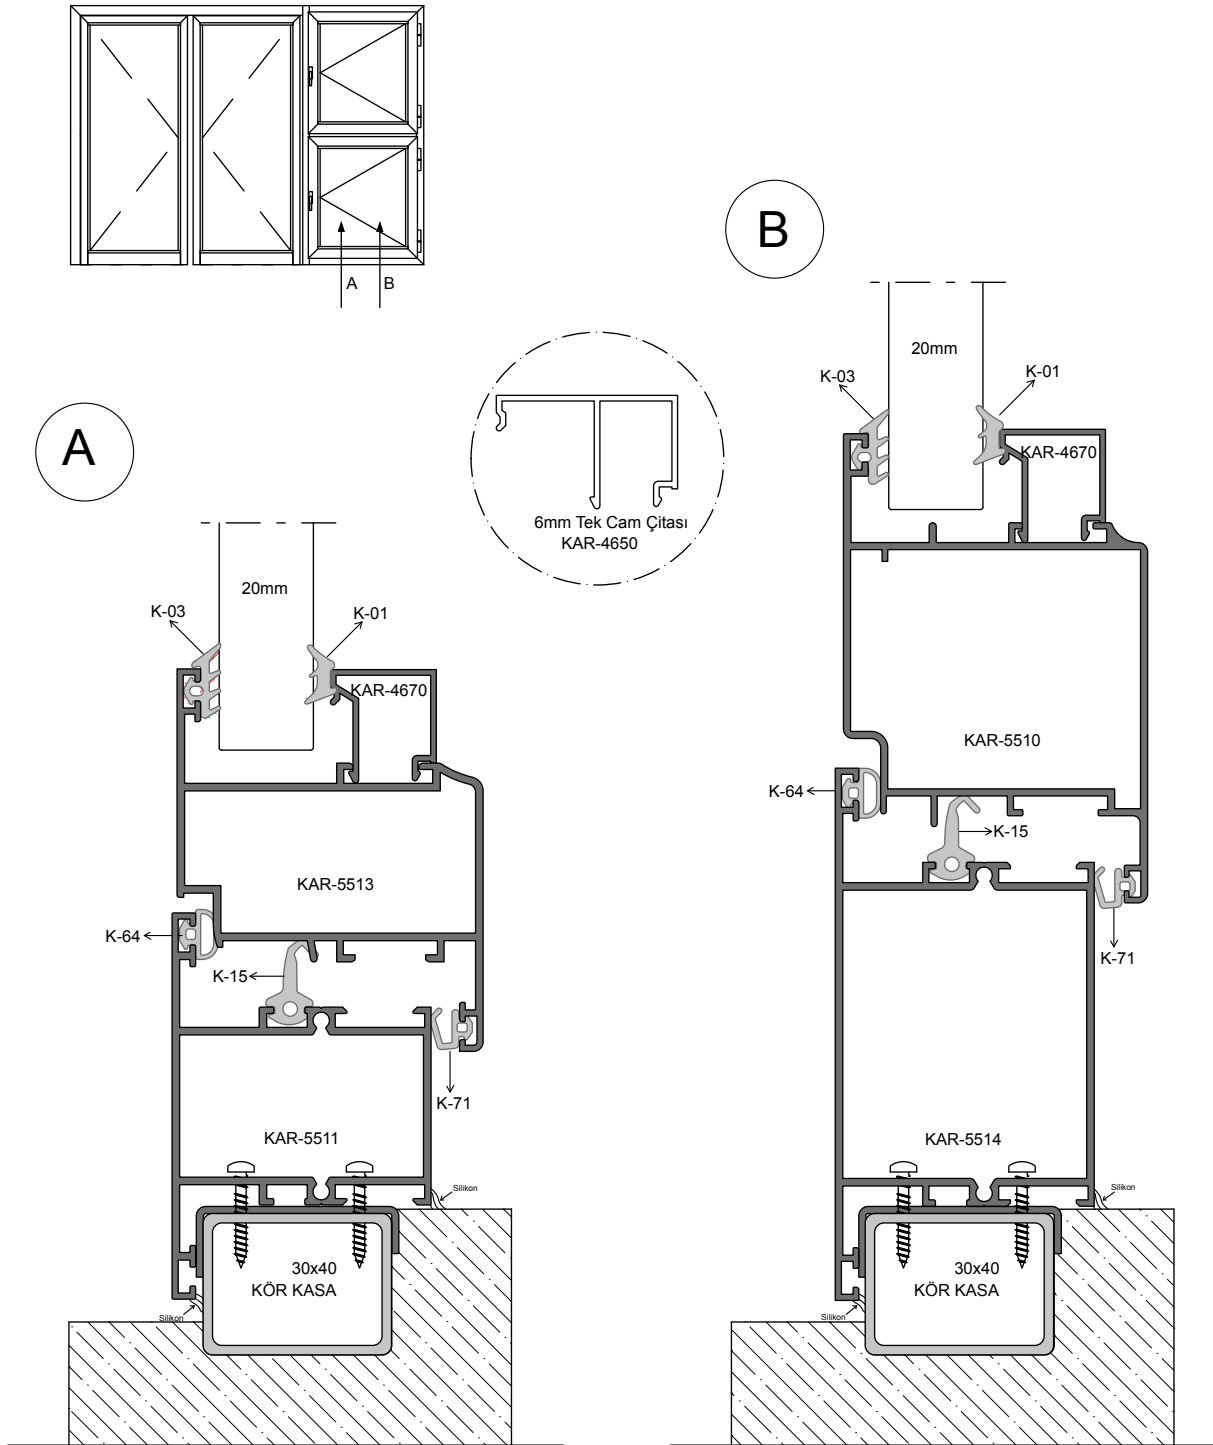 A
B
B
20mm
K-03
K-01
KAR-4670
6mm Tek Cam Çitası
KAR-4650
KAR-5510
K-64
K-15
K-71
KAR-5514
Silikon
30x40
KÖR KASA
Silikon
A
20mm
K-03
K-01
KAR-4670
KAR-5513
K-64
K-15
K-71
KAR-5511
Silikon
30x40
KÖR KASA
Silikon